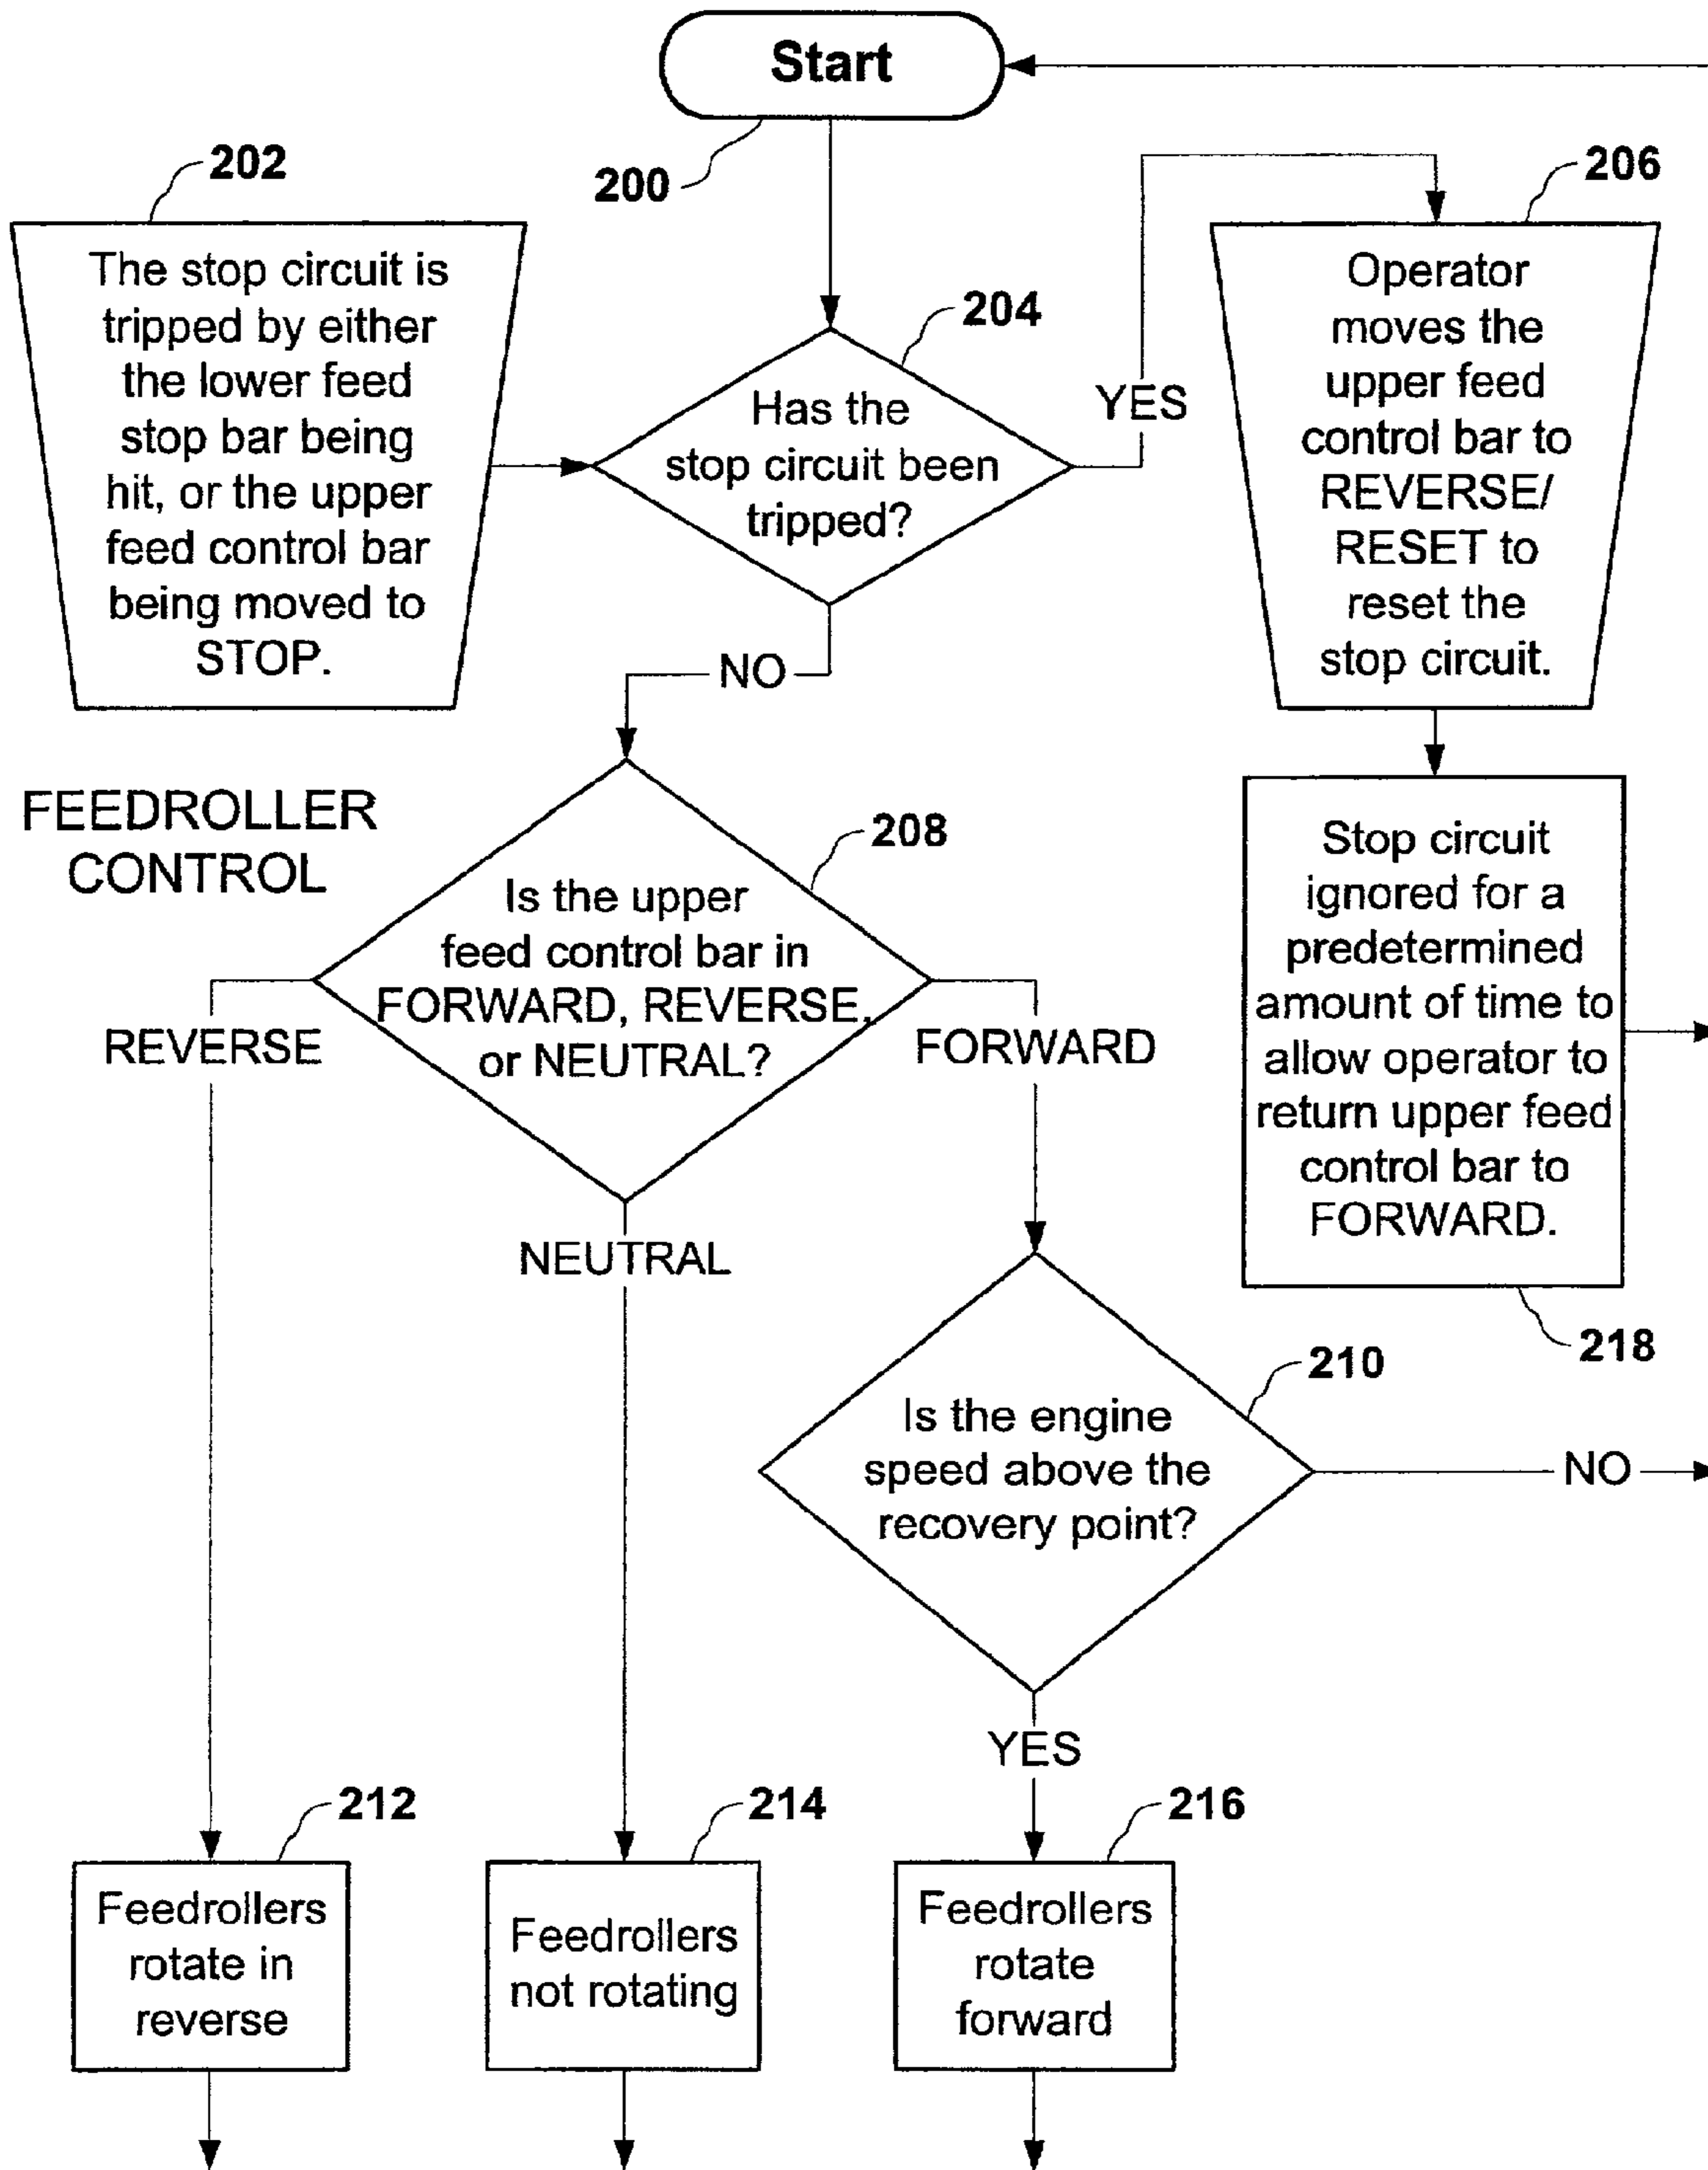 Start
200
202
The stop circuit is
tripped by either
the lower feed
stop bar being
hit, or the upper
feed control bar
being moved to
STOP.
204
Has the
stop circuit been
tripped?
YES
206
Operator
moves the
upper feed
control bar to
REVERSE/
RESET to
reset the
stop circuit.
NO
FEEDROLLER
CONTROL
208
Is the upper
feed control bar in
FORWARD, REVERSE,
or NEUTRAL?
REVERSE
FORWARD
NEUTRAL
Stop circuit
ignored for a
predetermined
amount of time to
allow operator to
return upper feed
control bar to
FORWARD.
218
210
Is the engine
speed above the
recovery point?
NO
YES
212
Feedrollers
rotate in
reverse
214
Feedrollers
not rotating
216
Feedrollers
rotate
forward